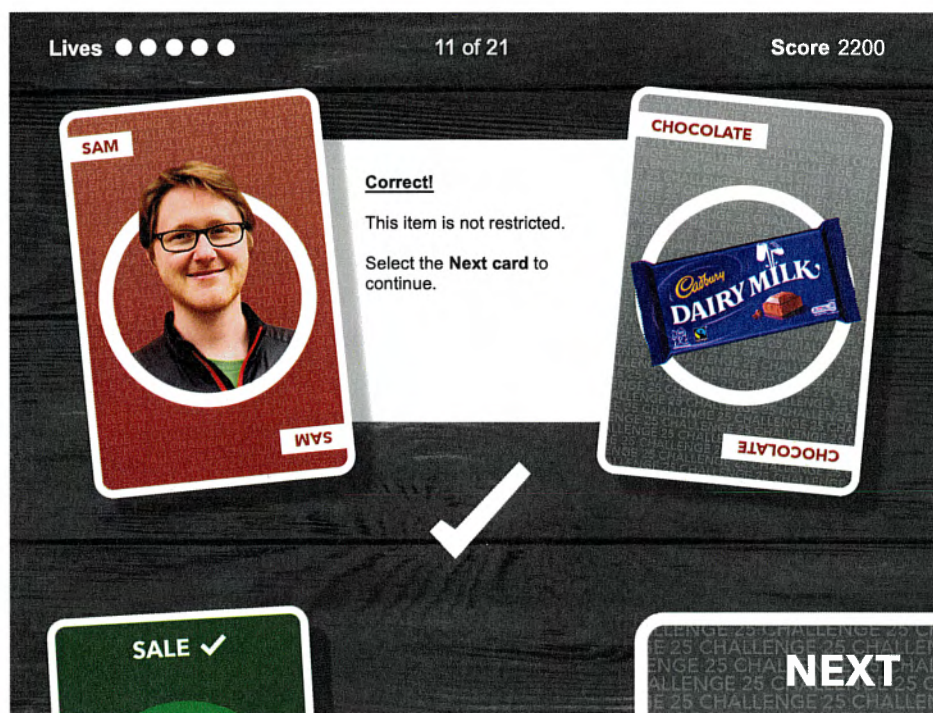 Lives
11 of 21
Score 2200
SAM
SAM
Correct!
This item is not restricted.
Select the Next card to
continue.
CHOCOLATE
Cadbury
DAIRY MILK
CHOCOLATE
SALE
NEXT